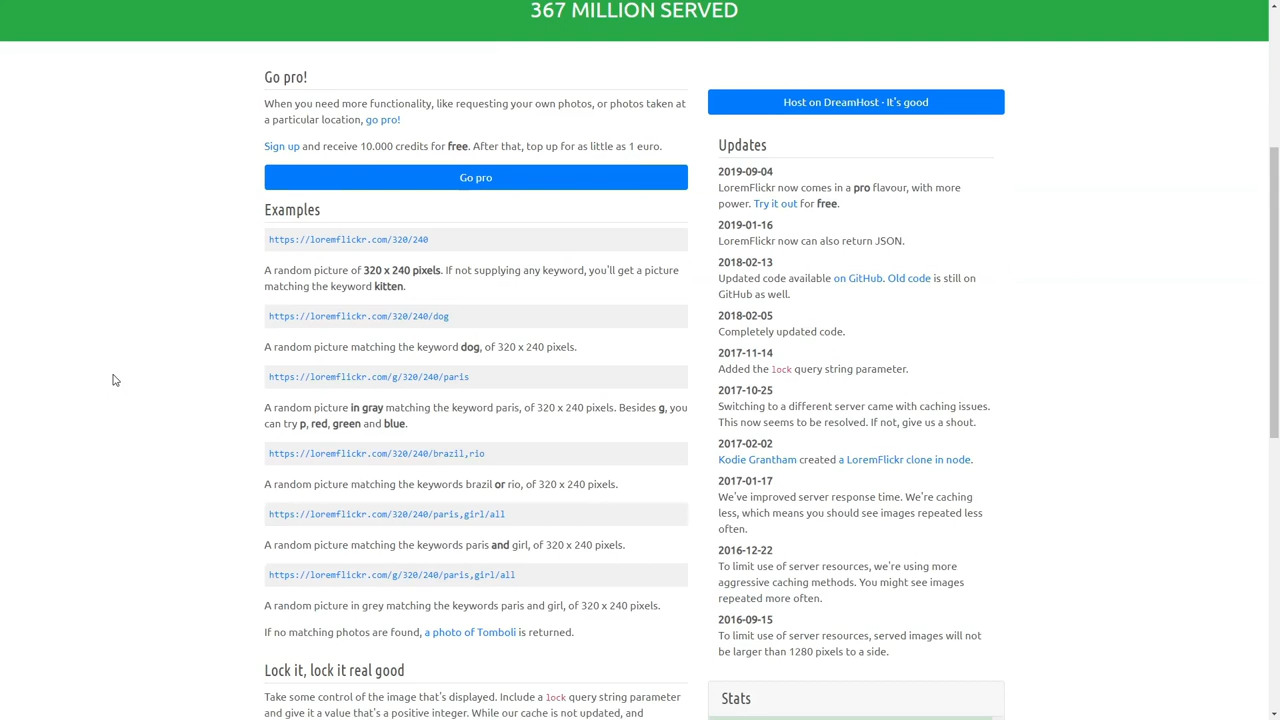 367 MILLION SERVED
Go pro!
When you need more functionality, like requesting your own photos, or photos taken at
a particular location, go pro!
Sign up and receive 10.000 credits for free. After that, top up for as little as 1 euro.
Go pro
Examples
https://loremflickr.com/320/240
A random picture of 320 x 240 pixels. If not supplying any keyword, you'll get a picture
matching the keyword kitten.
https://loremflickr.com/320/240/dog
A random picture matching the keyword dog, of 320 x 240 pixels.
https://loremflickr.com/g/320/240/paris
A random picture in gray matching the keyword paris, of 320 x 240 pixels. Besides g, you
can try p, red, green and blue.
https://loremflickr.com/320/240/brazil,rio
A random picture matching the keywords brazil or rio, of 320 x 240 pixels.
https://loremflickr.com/320/240/paris,girl/all
A random picture matching the keywords paris and girl, of 320 x 240 pixels.
https://loremflickr.com/g/320/240/paris,girl/all
A random picture in grey matching the keywords paris and girl, of 320 x 240 pixels.
If no matching photos are found, a photo of Tomboli is returned.
Lock it, lock it real good
Take some control of the image that's displayed. Include a lock query string parameter
and give it a value that's a positive integer. While our cache is not updated, and
Host on DreamHost · It's good
Updates
2019-09-04
LoremFlickr now comes in a pro flavour, with more
power. Try it out for free.
2019-01-16
LoremFlickr now can also return JSON.
2018-02-13
Updated code available on GitHub. Old code is still on
GitHub as well.
2018-02-05
Completely updated code.
2017-11-14
Added the lock query string parameter.
2017-10-25
Switching to a different server came with caching issues.
This now seems to be resolved. If not, give us a shout.
2017-02-02
Kodie Grantham created a LoremFlickr clone in node.
2017-01-17
We've improved server response time. We're caching
less, which means you should see images repeated less
often.
2016-12-22
To limit use of server resources, we're using more
aggressive caching methods. You might see images
repeated more often.
2016-09-15
To limit use of server resources, served images will not
be larger than 1280 pixels to a side.
Stats